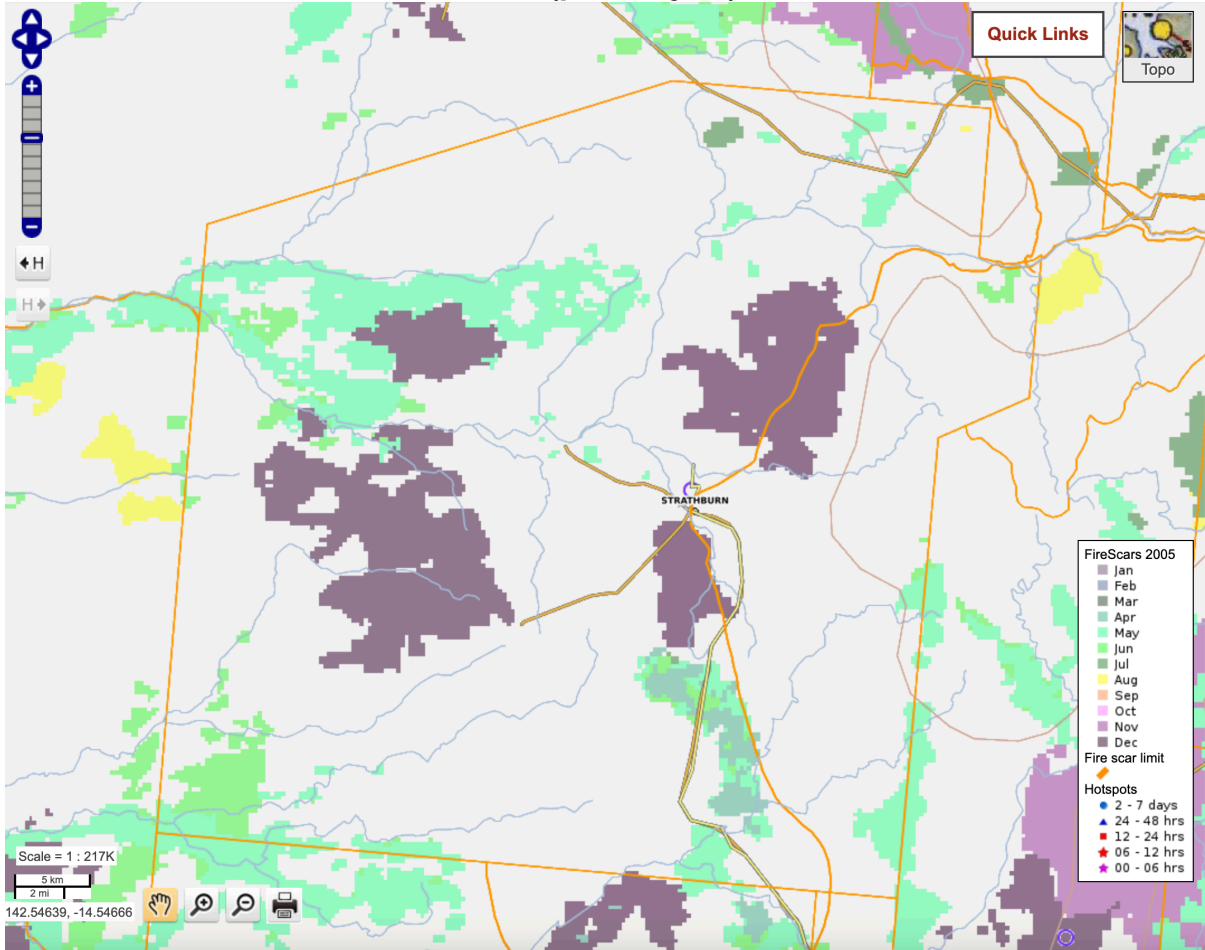 Quick Links
Topo
H
H
STRATHBURN
FireScars 2005
Jan
Feb
Mar
Apr
May
Jun
Jul
Aug
Sep
Oct
Nov
Dec
Fire scar limit
Hotspots
2 - 7 days
24 - 48 hrs
12 - 24 hrs
06 - 12 hrs
00 - 06 hrs
Scale = 1 : 217K
5 km
2 mi
142.54639, -14.54666